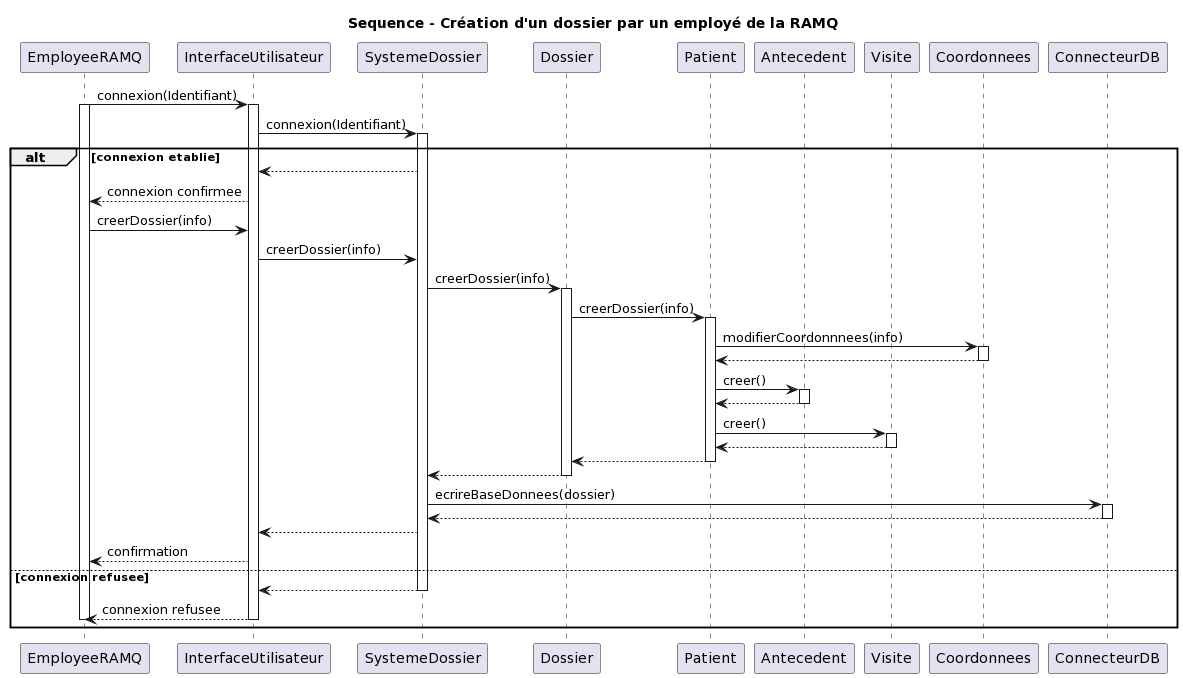 Sequence - Création d'un dossier par un employé de la RAMQ
EmployeeRAMQ InterfaceUtilisateur SystemeDossier Dossier Patient Antecedent Visite Coordonnees ConnecteurDB
connexion(Identifiant)
connexion(Identifiant)
alt [connexion etablie]
connexion confirmee
creerDossier(info)
creerDossier(info)
creerDossier(info)
creerDossier(info)
modifierCoordonnnees(info)
creer()
creer()
ecrireBaseDonnees(dossier)
confirmation
[connexion refusee]
connexion refusee
EmployeeRAMQ InterfaceUtilisateur SystemeDossier Dossier Patient Antecedent Visite Coordonnees ConnecteurDB